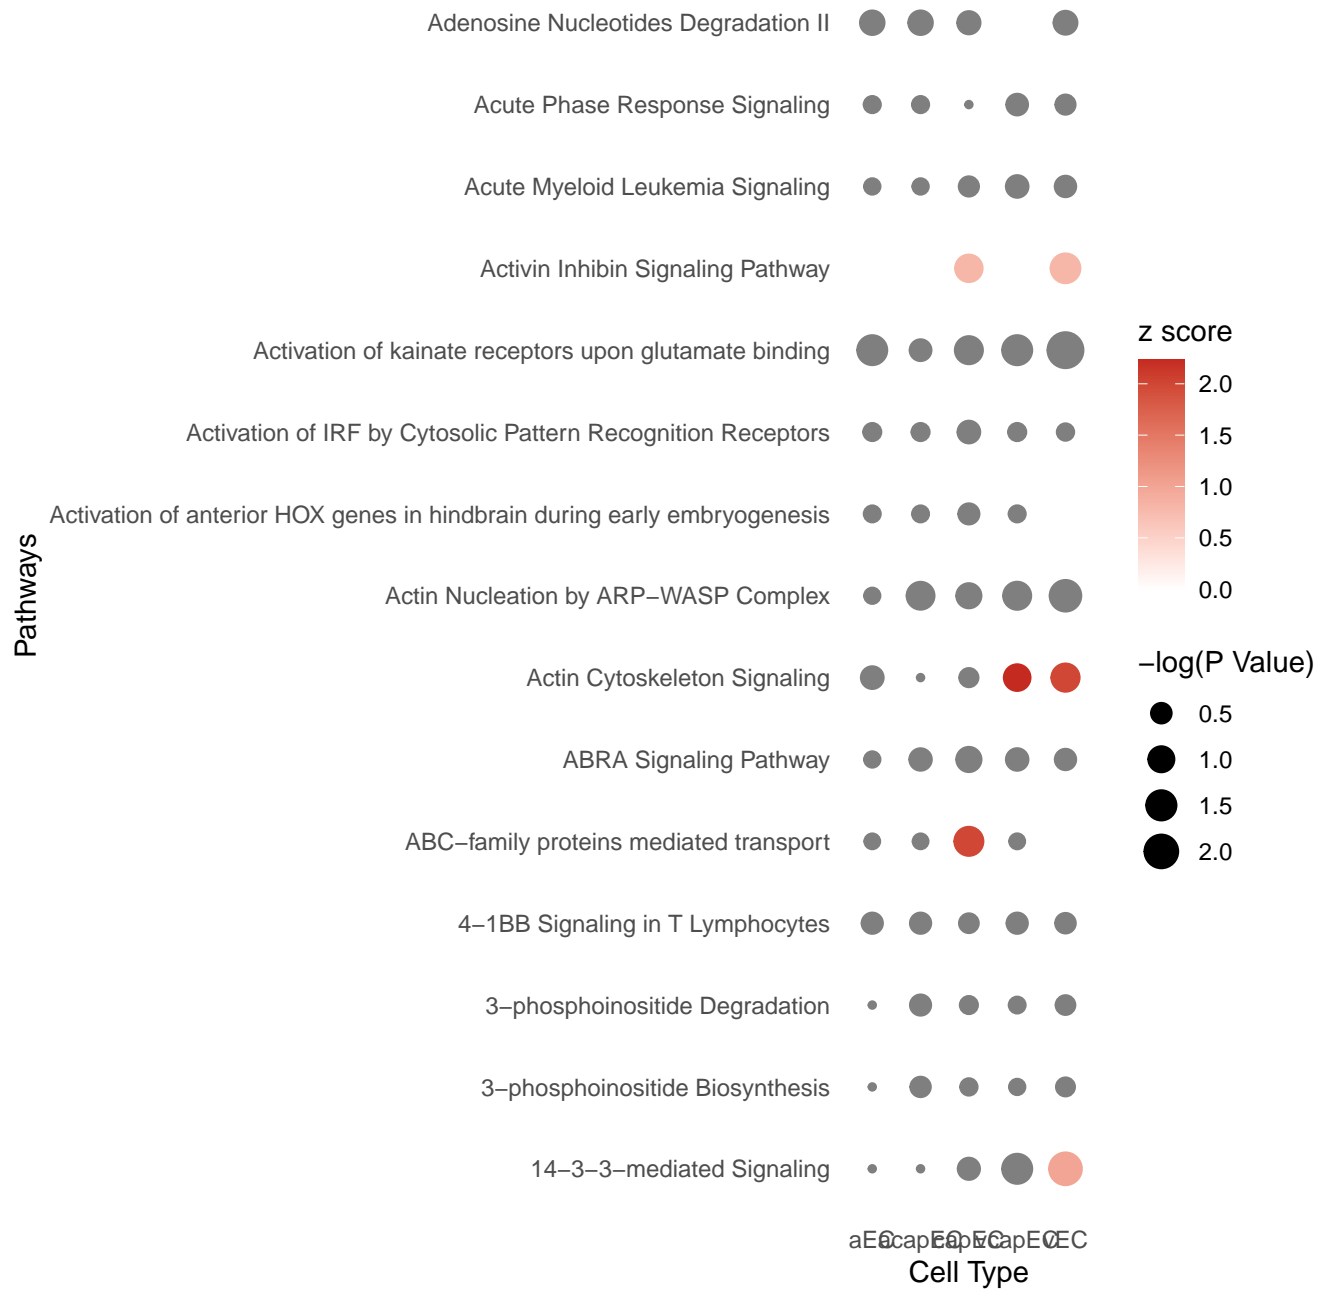 Adenosine Nucleotides Degradation II
Acute Phase Response Signaling
Acute Myeloid Leukemia Signaling
Activin Inhibin Signaling Pathway
Activation of kainate receptors upon glutamate binding
Activation of IRF by Cytosolic Pattern Recognition Receptors
Activation of anterior HOX genes in hindbrain during early embryogenesis
Actin Nucleation by ARP−WASP Complex
Actin Cytoskeleton Signaling
ABRA Signaling Pathway
ABC−family proteins mediated transport
4−1BB Signaling in T Lymphocytes
3−phosphoinositide Degradation
3−phosphoinositide Biosynthesis
14−3−3−mediated Signaling
Pathways
aEC acapEC capEC vcapEC vEC
Cell Type
z score
2.0
1.5
1.0
0.5
0.0
−log(P Value)
0.5
1.0
1.5
2.0